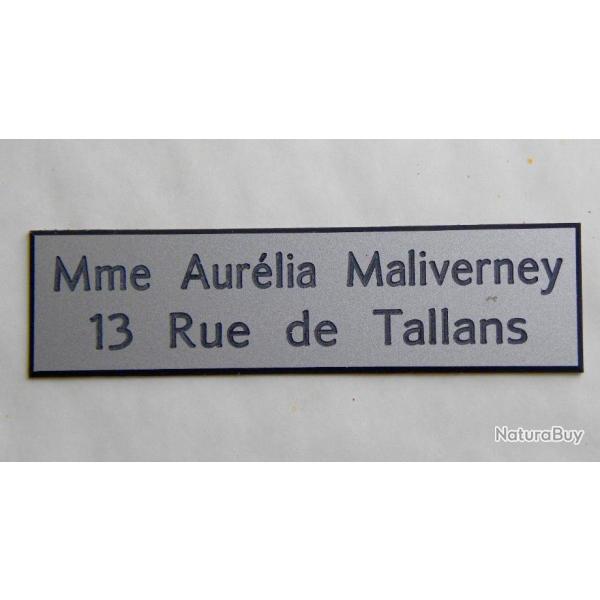 Mme Aurélia Maliverney
13 Rue de Tallans
NaturaBuy